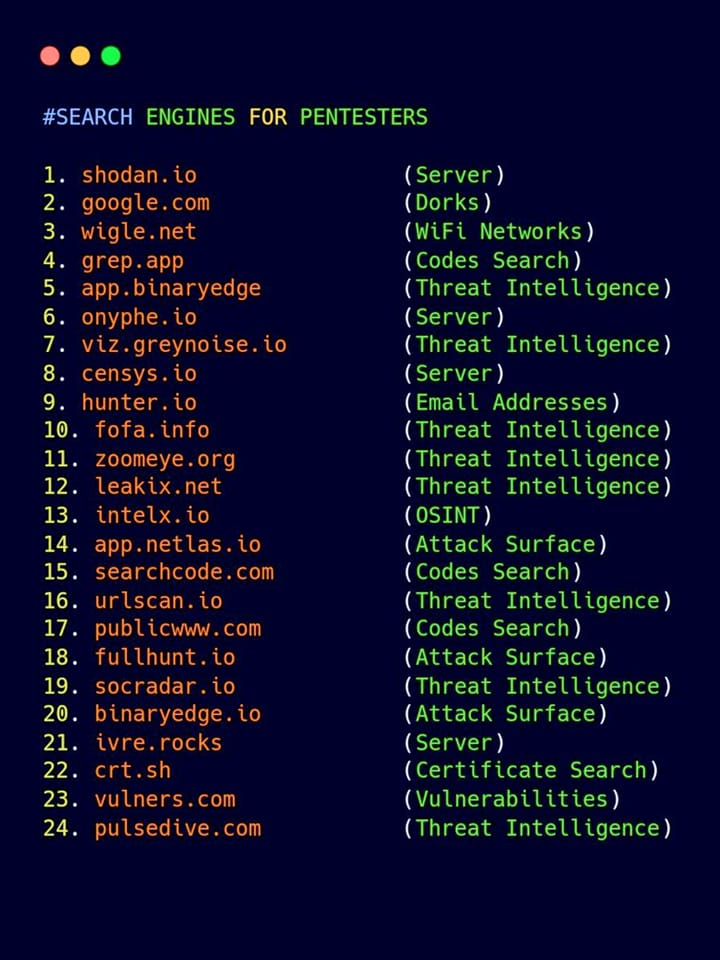 #SEARCH ENGINES FOR PENTESTERS
1. shodan.io (Server)
2. google.com (Dorks)
3. wigle.net (WiFi Networks)
4. grep.app (Codes Search)
5. app.binaryedge (Threat Intelligence)
6. onyphe.io (Server)
7. viz.greynoise.io (Threat Intelligence)
8. censys.io (Server)
9. hunter.io (Email Addresses)
10. fofa.info (Threat Intelligence)
11. zoomeye.org (Threat Intelligence)
12. leakix.net (Threat Intelligence)
13. intelx.io (OSINT)
14. app.netlas.io (Attack Surface)
15. searchcode.com (Codes Search)
16. urlscan.io (Threat Intelligence)
17. publicwww.com (Codes Search)
18. fullhunt.io (Attack Surface)
19. socradar.io (Threat Intelligence)
20. binaryedge.io (Attack Surface)
21. ivre.rocks (Server)
22. crt.sh (Certificate Search)
23. vulners.com (Vulnerabilities)
24. pulsedive.com (Threat Intelligence)